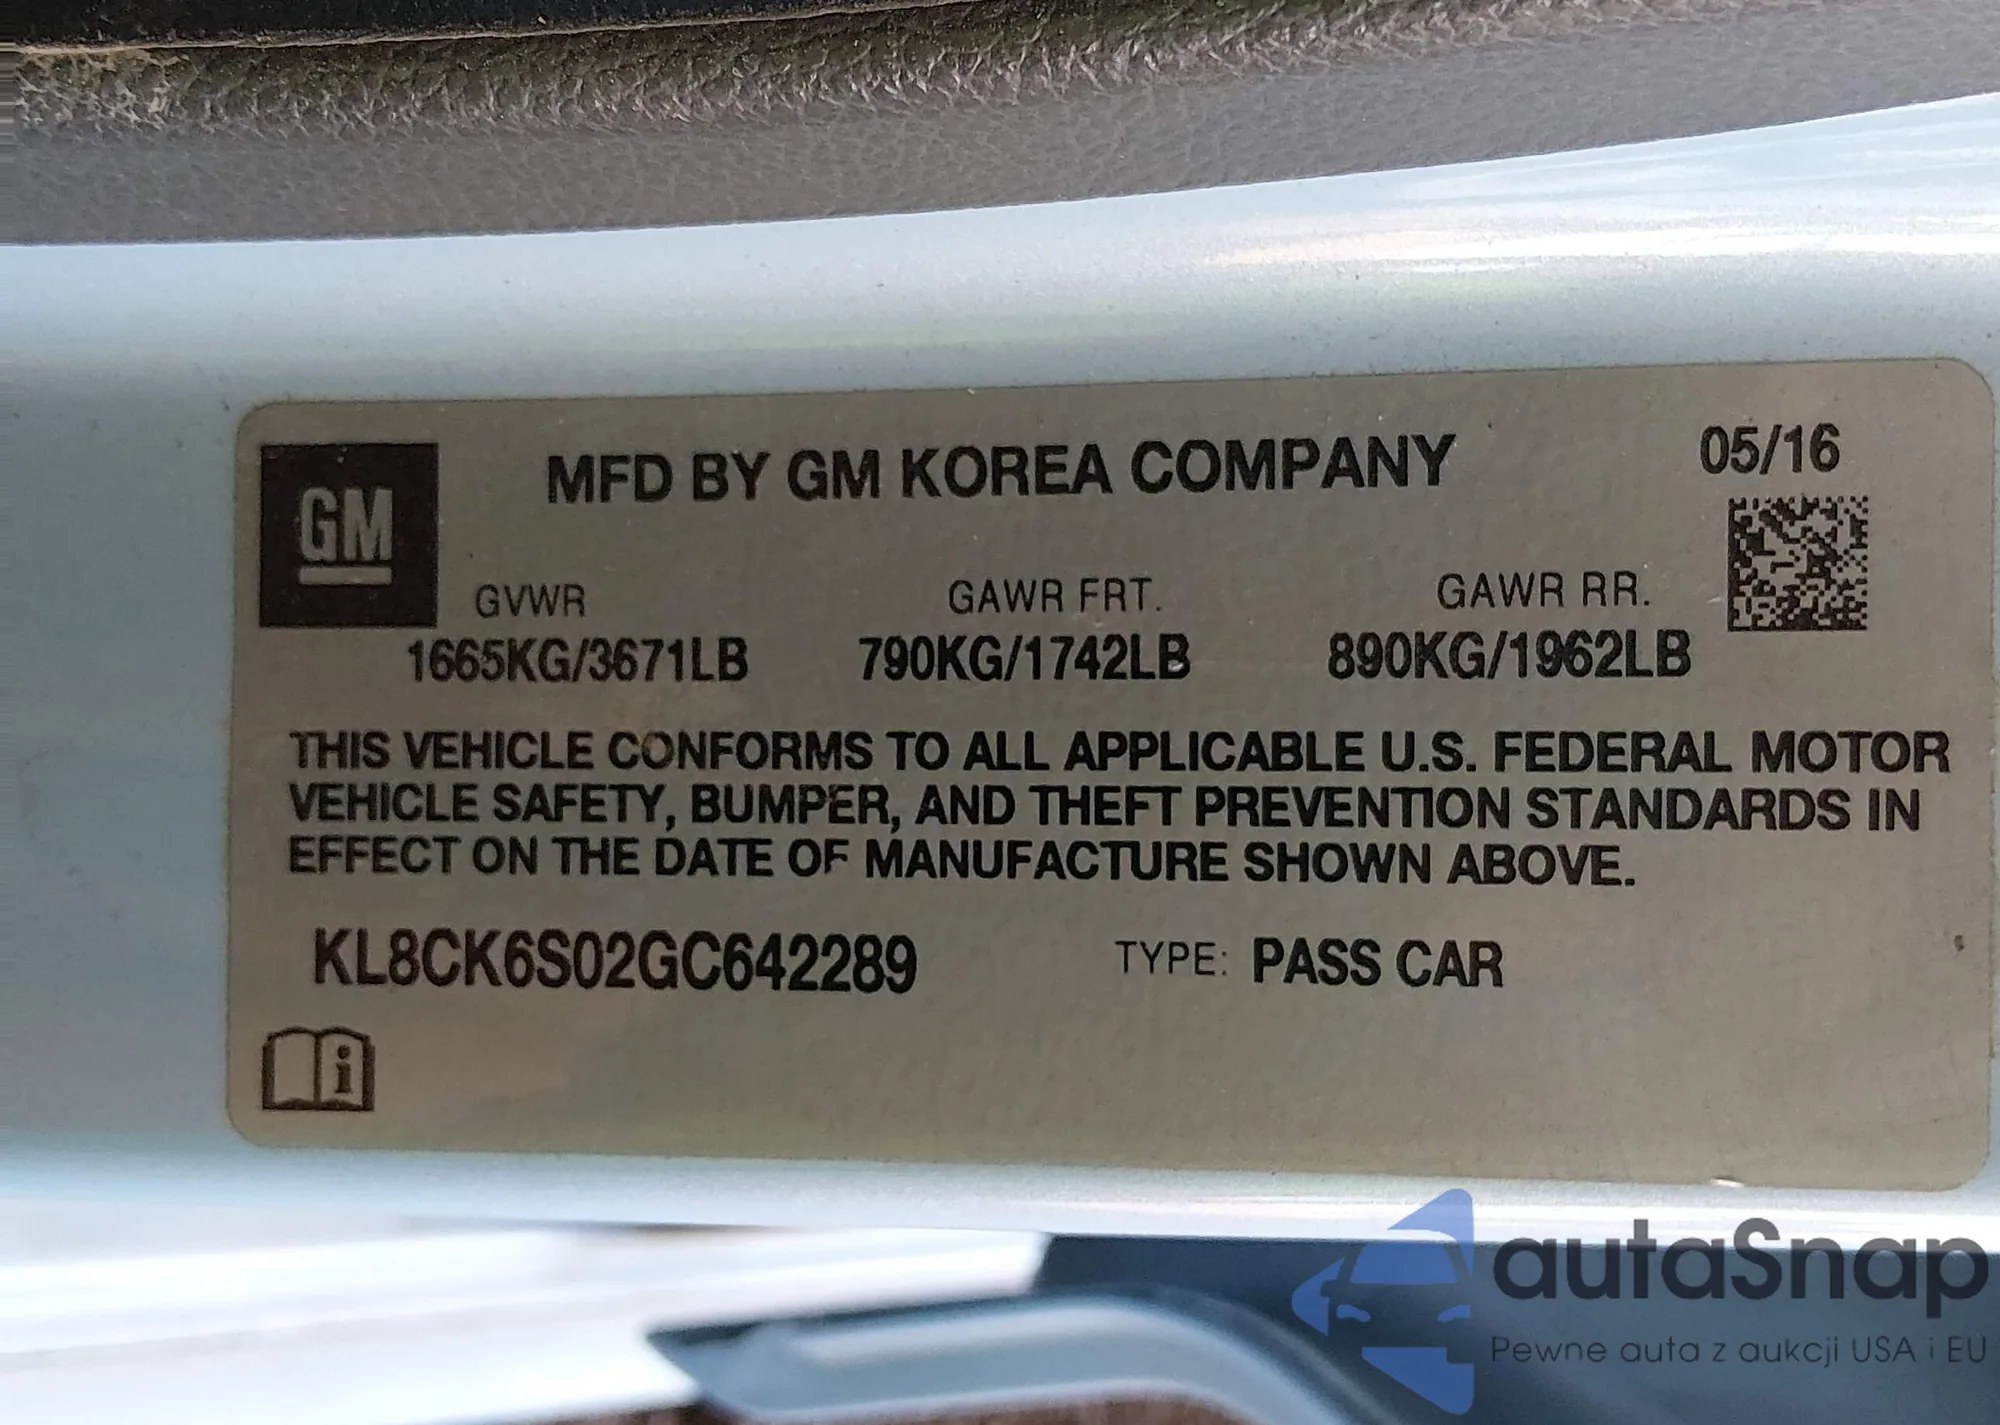 GM
MFD BY GM KOREA COMPANY
05/16
GVWR GAWR FRT. GAWR RR.
1665KG/3671LB 790KG/1742LB 890KG/1962LB
THIS VEHICLE CONFORMS TO ALL APPLICABLE U.S. FEDERAL MOTOR
VEHICLE SAFETY, BUMPER, AND THEFT PREVENTION STANDARDS IN
EFFECT ON THE DATE OF MANUFACTURE SHOWN ABOVE.
KL8CK6S02GC642289 TYPE: PASS CAR
i
autaSnap
Pewne auta z aukcji USA i EU